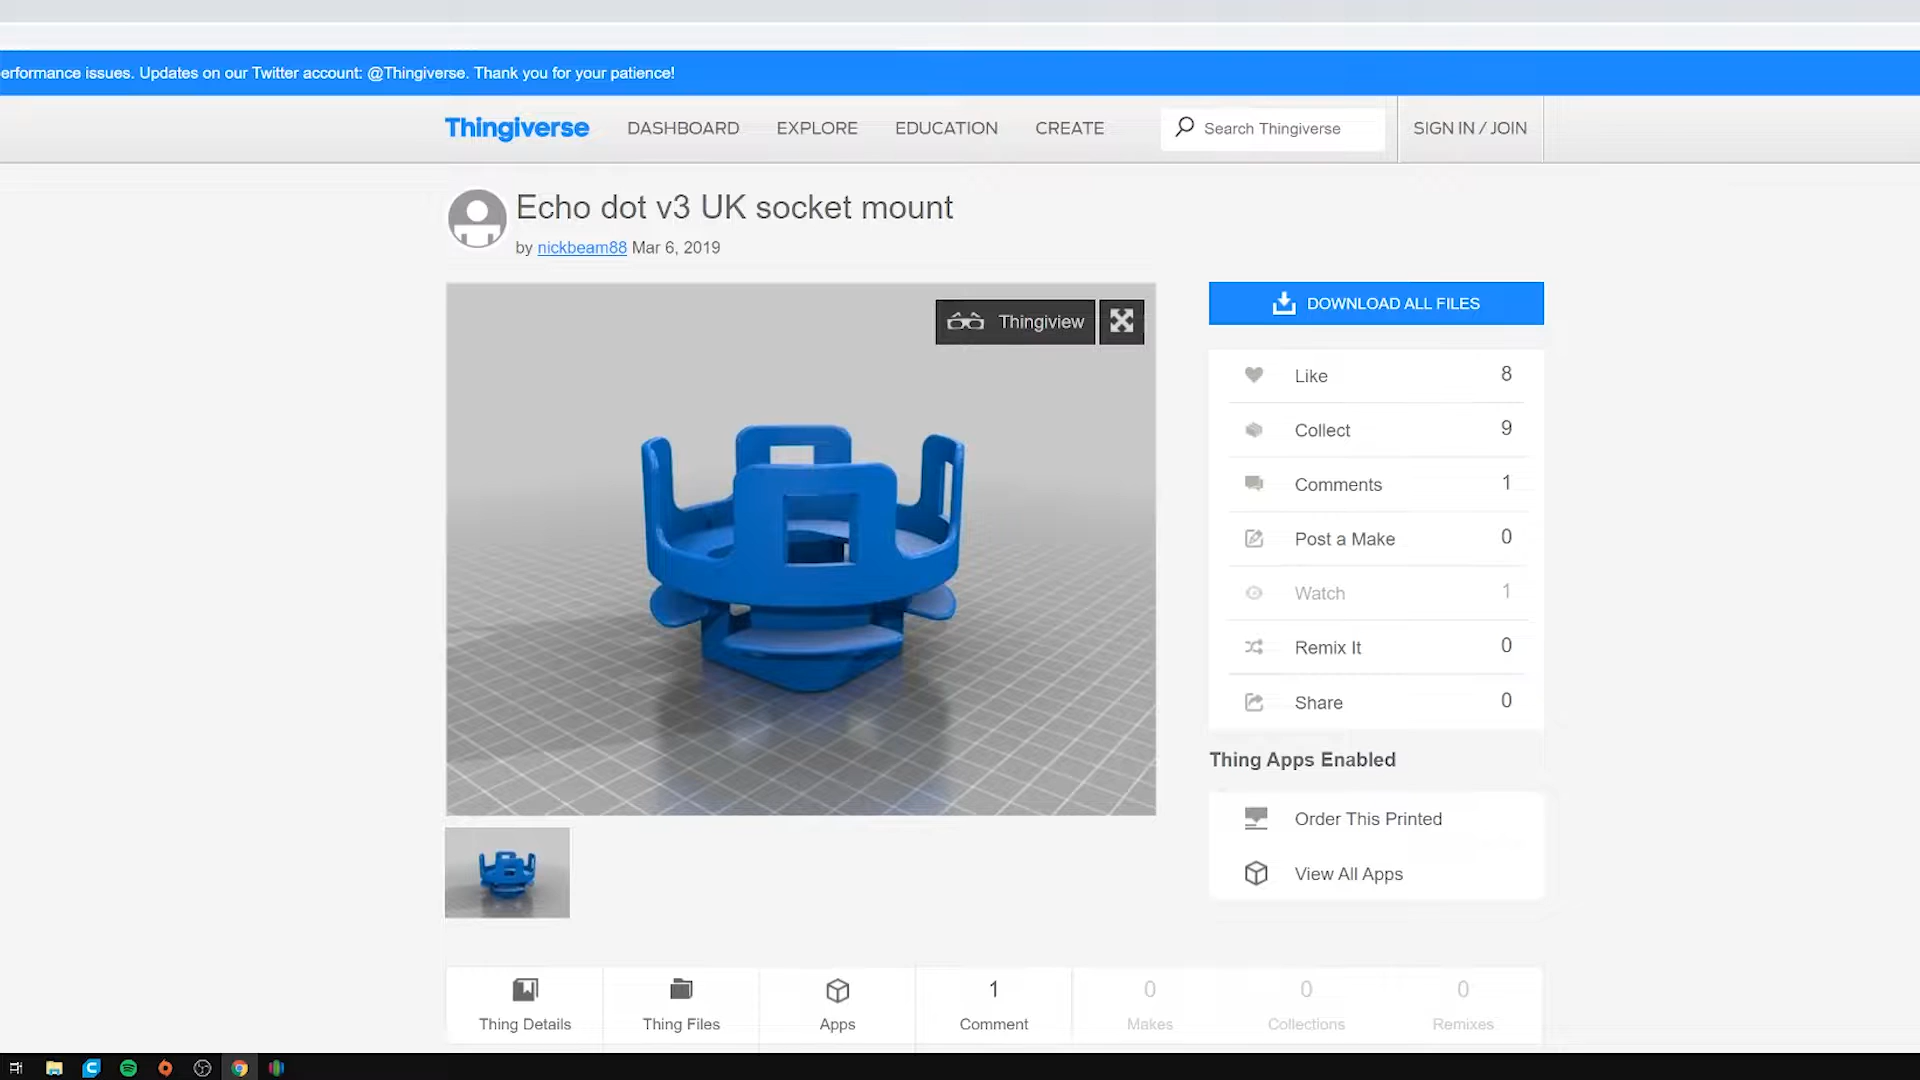 erformance issues. Updates on our Twitter account: @Thingiverse. Thank you for your patience!
Thingiverse DASHBOARD EXPLORE EDUCATION CREATE Search Thingiverse SIGN IN / JOIN
Echo dot v3 UK socket mount
by nickbeam88 Mar 6, 2019
Thingiview
DOWNLOAD ALL FILES
Like 8
Collect 9
Comments 1
Post a Make 0
Watch 1
Remix It 0
Share 0
Thing Apps Enabled
Order This Printed
View All Apps
1 0 0 0
Thing Details Thing Files Apps Comment Makes Collections Remixes